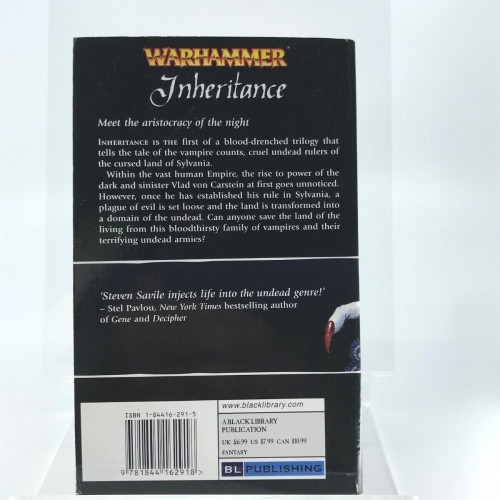 WARHAMMER
Inheritance
Meet the aristocracy of the night
INHERITANCE IS THE first of a blood-drenched trilogy that
tells the tale of the vampire counts, cruel undead rulers of
the cursed land of Sylvania.
Within the vast human Empire, the rise to power of the
dark and sinister Vlad von Carstein at first goes unnoticed.
However, once he has established his rule in Sylvania, a
plague of evil is set loose and the land is transformed into
a domain of the undead. Can anyone save the land of the
living from this bloodthirsty family of vampires and their
terrifying undead armies?
'Steven Savile injects life into the undead genre!'
– Stel Pavlou, New York Times bestselling author
of Gene and Decipher
ISBN 1-84416-291-5
9 781844 162918 >
www.blacklibrary.com
A BLACK LIBRARY
PUBLICATION
UK £6.99 US $7.99 CAN $10.99
FANTASY
BL PUBLISHING